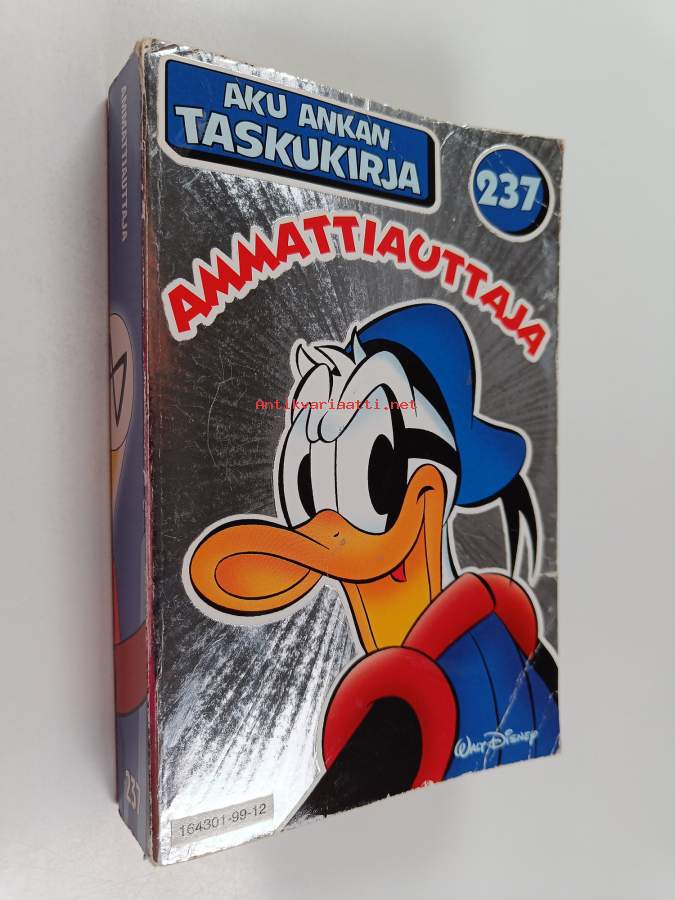 AKU ANKAN
TASKUKIRJA
237
AMMATTIAUTTAJA
Antikvariaatti.net
WALT DISNEY
164301-99-12
AMMATTIAUTTAJA
237